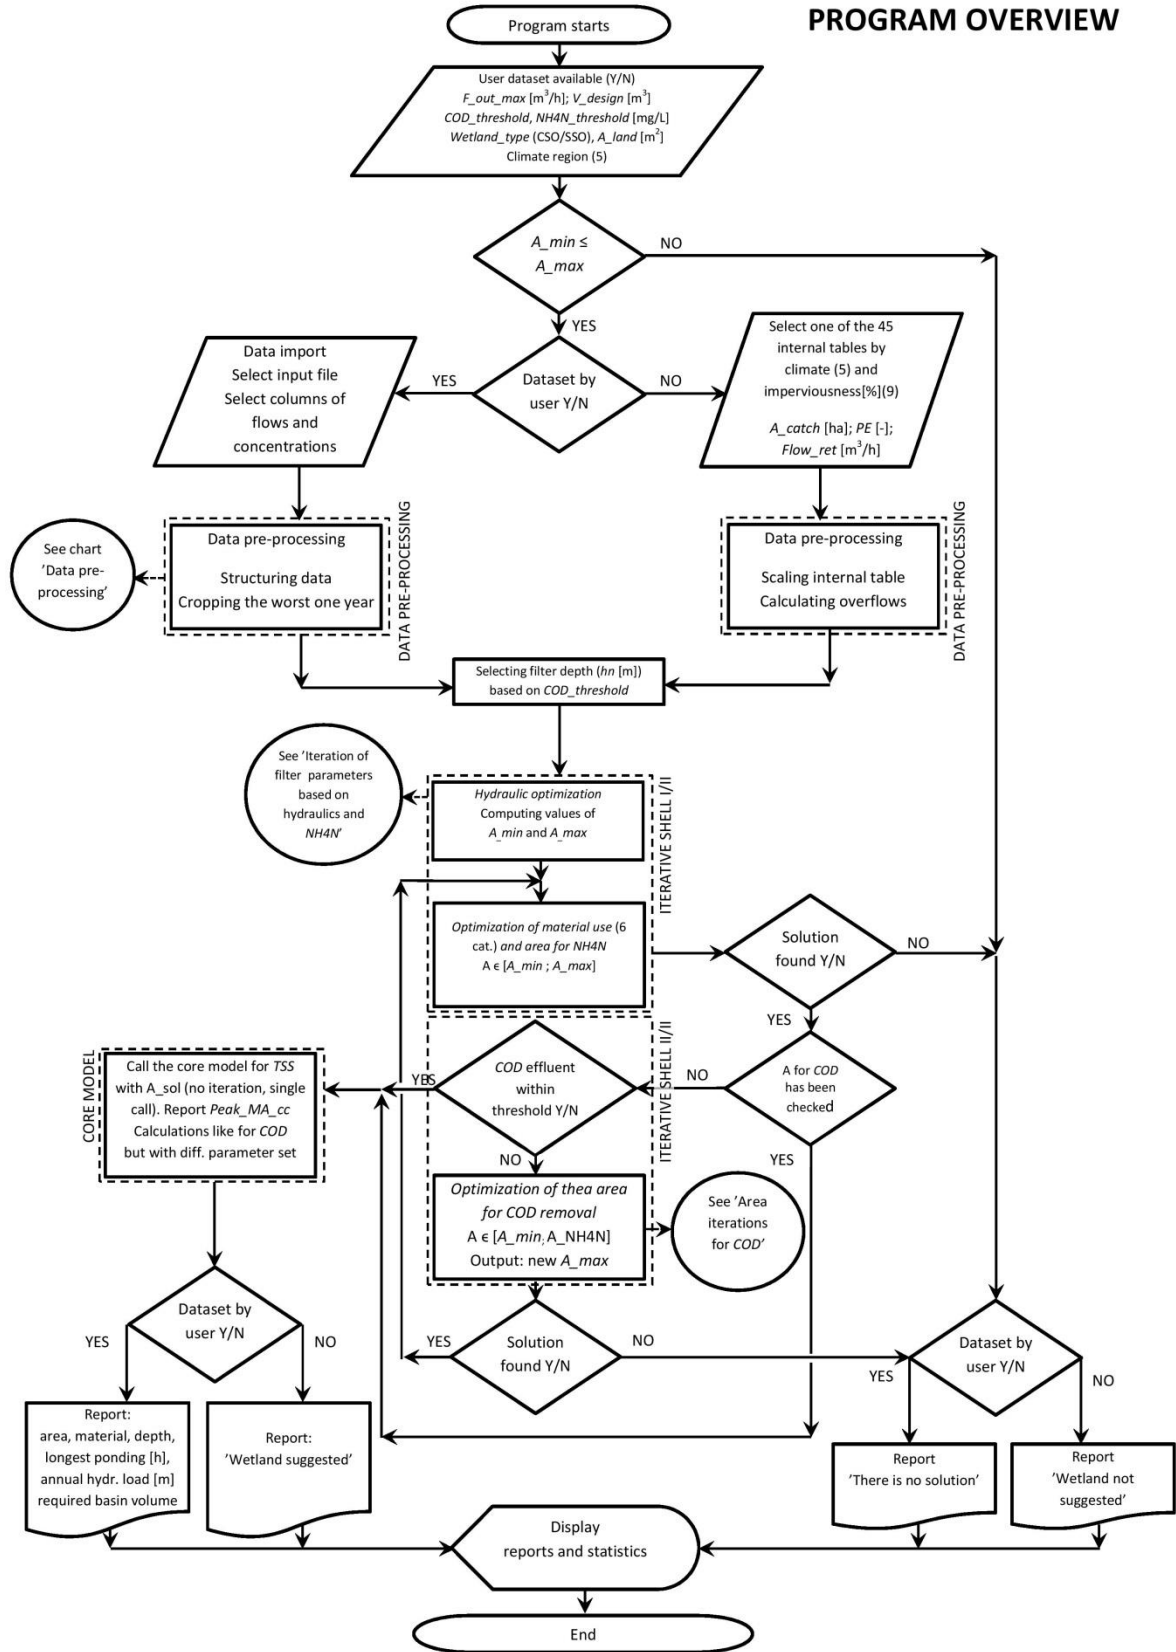 PROGRAM OVERVIEW
Program starts
User dataset available (Y/N)
F_out_max [m³/h]; V_design [m³]
COD_threshold, NH4N_threshold [mg/L]
Wetland_type (CSO/SSO), A_land [m²]
Climate region (5)
A_min ≤
A_max
NO
YES
Data import
Select input file
Select columns of
flows and
concentrations
YES
Dataset by
user Y/N
NO
Select one of the 45
internal tables by
climate (5) and
imperviousness[%](9)
A_catch [ha]; PE [-];
Flow_ret [m³/h]
See chart
’Data pre-
processing’
Data pre-processing
Structuring data
Cropping the worst one year
DATA PRE-PROCESSING
Data pre-processing
Scaling internal table
Calculating overflows
DATA PRE-PROCESSING
Selecting filter depth (hn [m])
based on COD_threshold
See ’Iteration of
filter parameters
based on
hydraulics and
NH4N’
Hydraulic optimization
Computing values of
A_min and A_max
ITERATIVE SHELL I/II
Optimization of material use (6
cat.) and area for NH4N
A ϵ [A_min ; A_max]
Solution
found Y/N
NO
YES
CORE MODEL
Call the core model for TSS
with A_sol (no iteration, single
call). Report Peak_MA_cc
Calculations like for COD
but with diff. parameter set
YES
COD effluent
within
threshold Y/N
NO
A for COD
has been
checked
ITERATIVE SHELL II/II
NO
YES
Optimization of thea area
for COD removal
A ϵ [A_min; A_NH4N]
Output: new A_max
See ’Area
iterations
for COD’
Dataset by
user Y/N
YES
NO
YES
Solution
found Y/N
NO
Dataset by
user Y/N
YES
NO
Report:
area, material, depth,
longest ponding [h],
annual hydr. load [m]
required basin volume
Report:
’Wetland suggested’
Report
’There is no solution’
Report
’Wetland not
suggested’
Display
reports and statistics
End